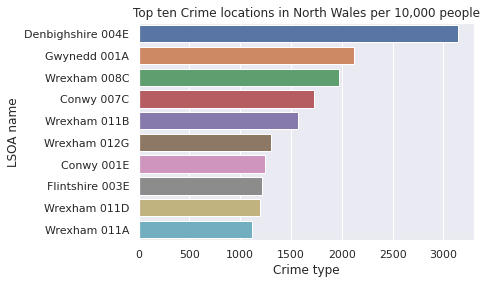 Top ten Crime locations in North Wales per 10,000 people
LSOA name
Denbighshire 004E
Gwynedd 001A
Wrexham 008C
Conwy 007C
Wrexham 011B
Wrexham 012G
Conwy 001E
Flintshire 003E
Wrexham 011D
Wrexham 011A
0 500 1000 1500 2000 2500 3000
Crime type